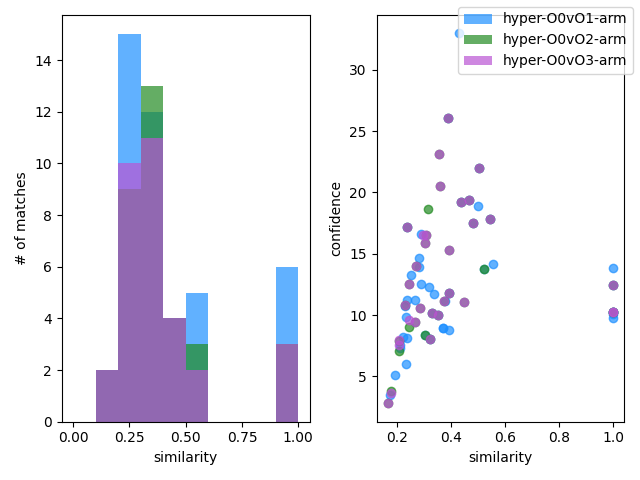 hyper-O0vO1-arm
hyper-O0vO2-arm
hyper-O0vO3-arm
# of matches
14
12
10
8
6
4
2
0
0.00 0.25 0.50 0.75 1.00
similarity
confidence
30
25
20
15
10
5
0.2 0.4 0.6 0.8 1.0
similarity